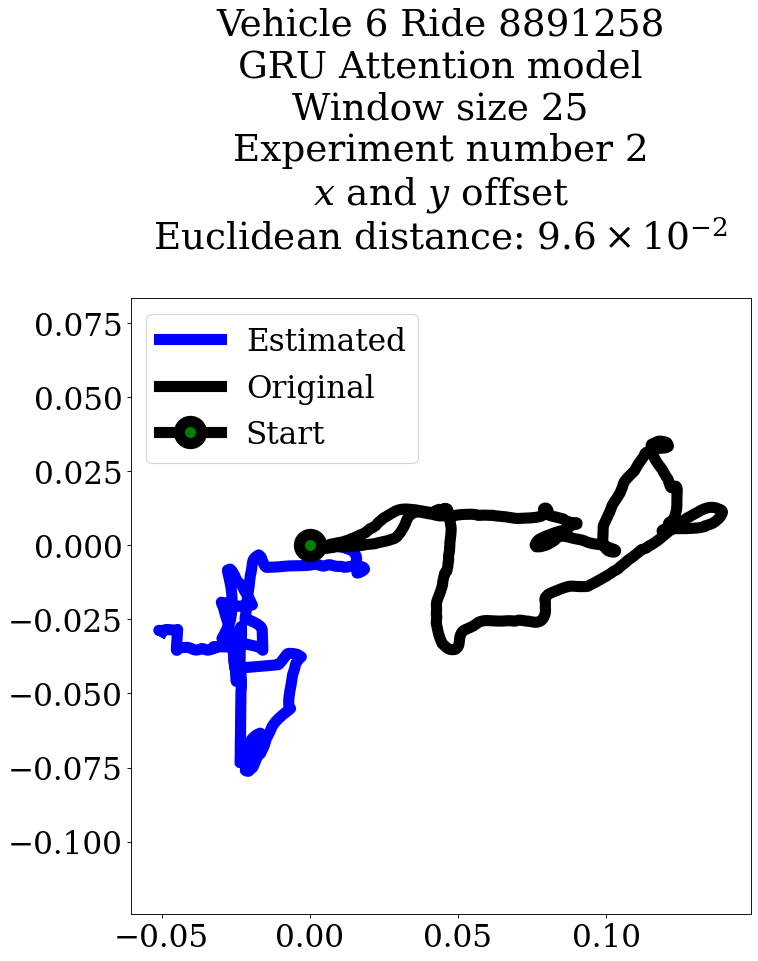 Vehicle 6 Ride 8891258
GRU Attention model
Window size 25
Experiment number 2
x and y offset
Euclidean distance: 9.6 × 10⁻²
Estimated
Original
Start
0.075
0.050
0.025
0.000
−0.025
−0.050
−0.075
−0.100
−0.05 0.00 0.05 0.10